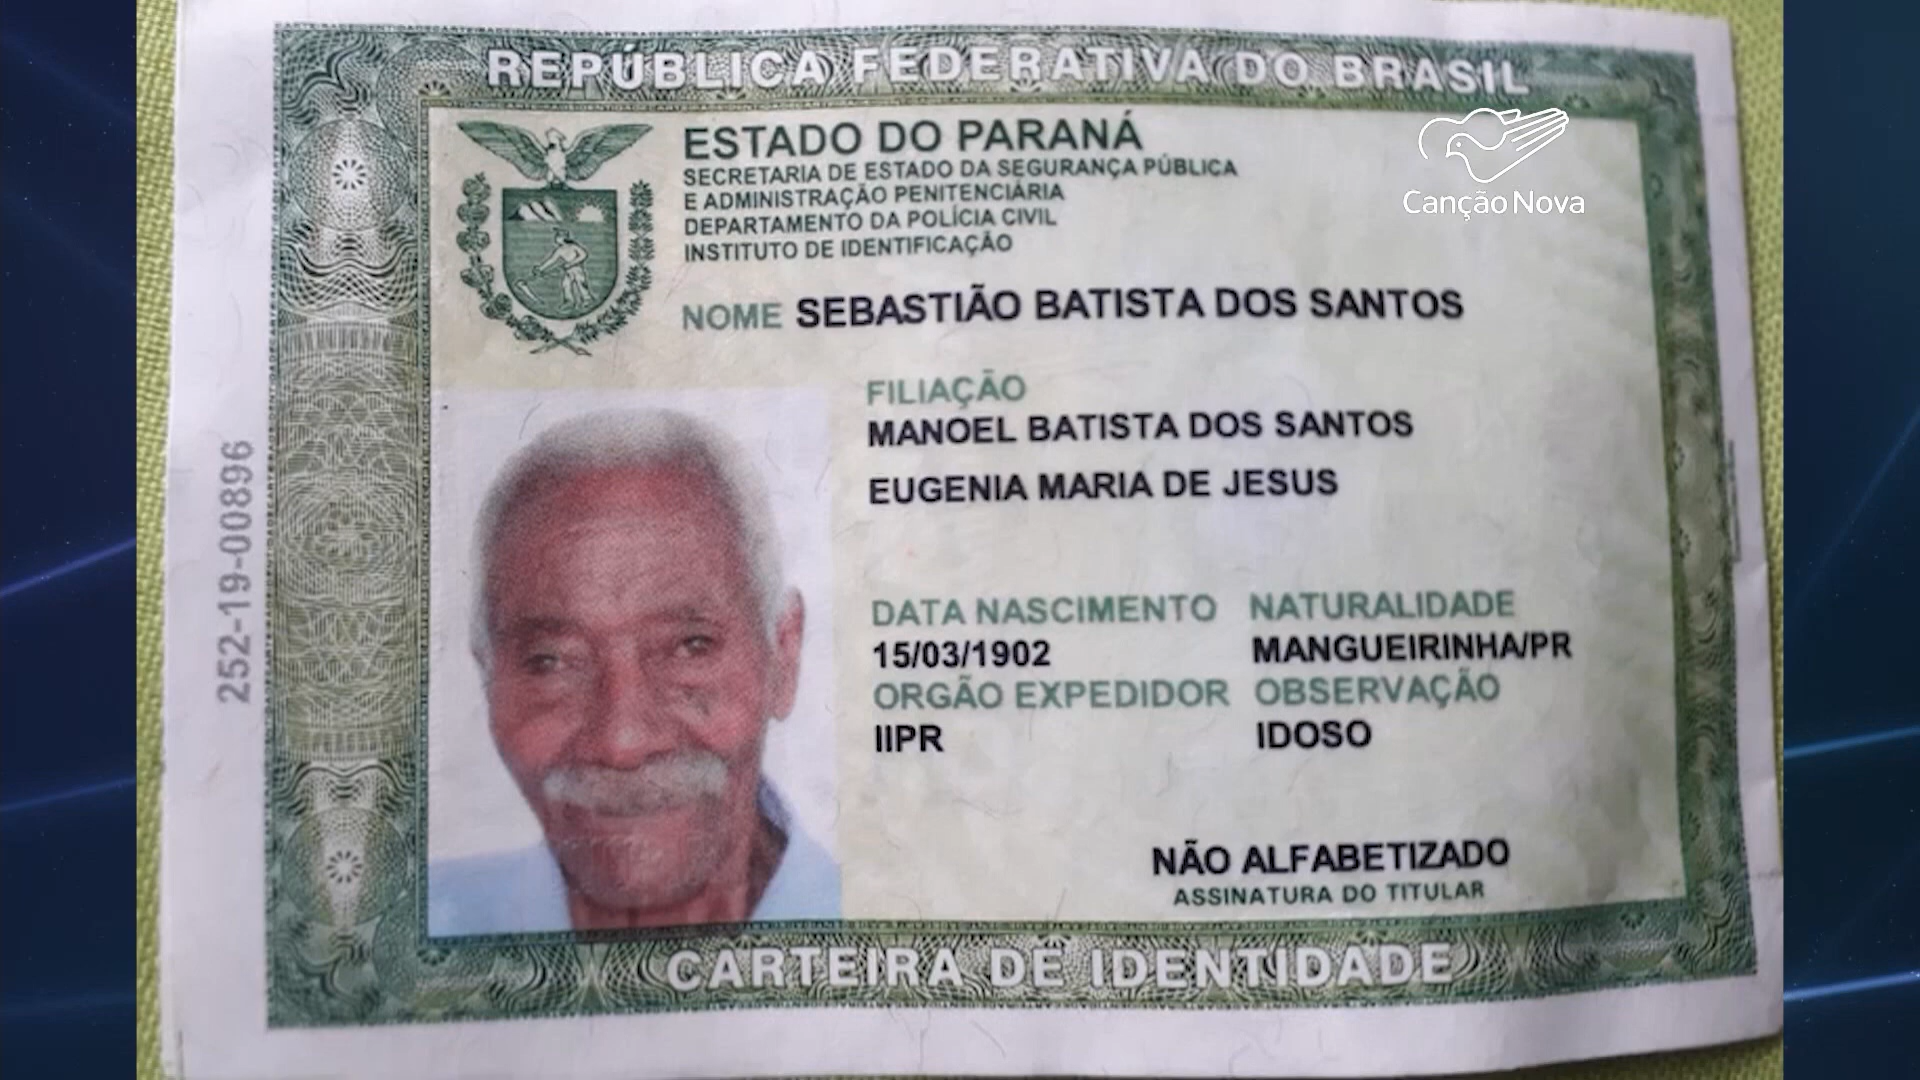 REPÚBLICA FEDERATIVA DO BRASIL
ESTADO DO PARANÁ
SECRETARIA DE ESTADO DA SEGURANÇA PÚBLICA
E ADMINISTRAÇÃO PENITENCIÁRIA
DEPARTAMENTO DA POLÍCIA CIVIL
INSTITUTO DE IDENTIFICAÇÃO
Canção Nova
NOME SEBASTIÃO BATISTA DOS SANTOS
FILIAÇÃO
MANOEL BATISTA DOS SANTOS
EUGENIA MARIA DE JESUS
252-19-00896
DATA NASCIMENTO NATURALIDADE
15/03/1902 MANGUEIRINHA/PR
ORGÃO EXPEDIDOR OBSERVAÇÃO
IIPR IDOSO
NÃO ALFABETIZADO
ASSINATURA DO TITULAR
CARTEIRA DE IDENTIDADE